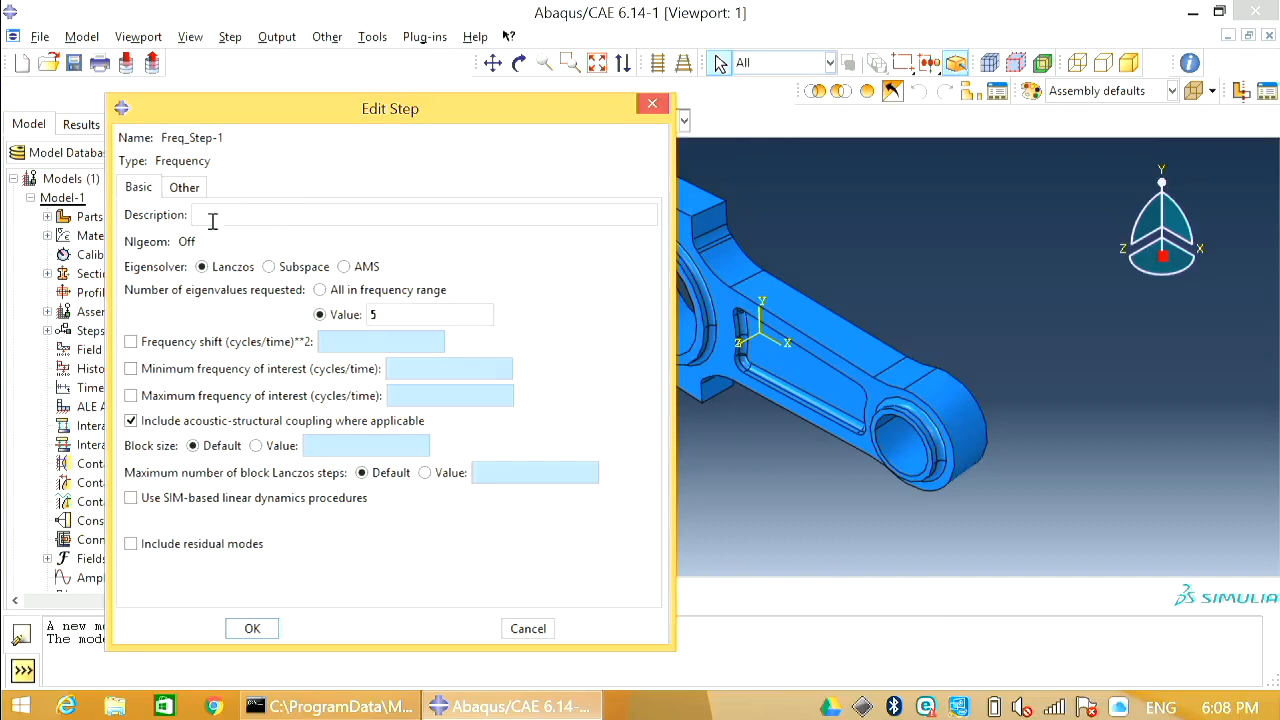 Abaqus/CAE 6.14-1 [Viewport: 1]
File Model Viewport View Step Output Other Tools Plug-ins Help
All
Assembly defaults
Model Results
Edit Step
Name: Freq_Step-1
Type: Frequency
Basic Other
Description:
Nlgeom: Off
Eigensolver: Lanczos Subspace AMS
Number of eigenvalues requested: All in frequency range
Value: 5
Frequency shift (cycles/time)**2:
Minimum frequency of interest (cycles/time):
Maximum frequency of interest (cycles/time):
Include acoustic-structural coupling where applicable
Block size: Default Value:
Maximum number of block Lanczos steps: Default Value:
Use SIM-based linear dynamics procedures
Include residual modes
OK Cancel
Model Databa
Models (1)
Model-1
Parts
Mate
Calib
Secti
Profil
Asser
Steps
Field
Histo
Time
ALE A
Intera
Intera
Conta
Conta
Conta
Cons
Conn
Fields
Ampl
Y
Z X
Y
Z X
SIMULIA
A new mo
The mode
>>>
C:\ProgramData\M... Abaqus/CAE 6.14-... ENG 6:08 PM